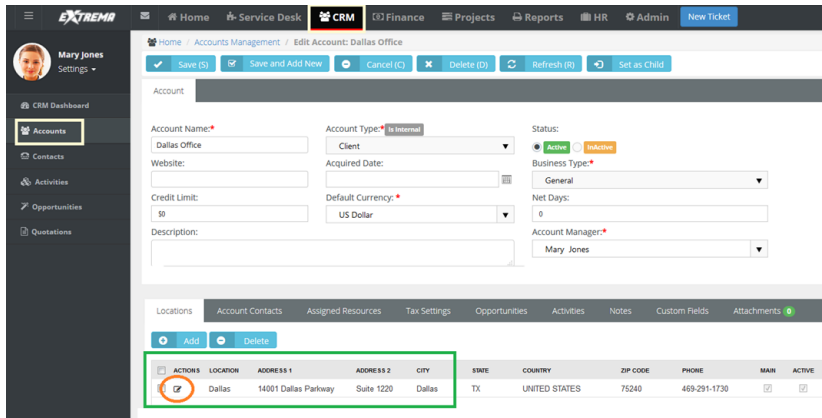 EXTREMA Home Service Desk CRM Finance Projects Reports HR Admin New Ticket
Home / Accounts Management / Edit Account: Dallas Office
Mary Jones
Settings
Save (S) Save and Add New Cancel (C) Delete (D) Refresh (R) Set as Child
Account
CRM Dashboard
Accounts
Contacts
Activities
Opportunities
Quotations
Account Name:* Account Type:* Is Internal Status:
Dallas Office Client Active InActive
Website: Acquired Date: Business Type:*
General
Credit Limit: Default Currency: * Net Days:
$0 US Dollar 0
Description: Account Manager:*
Mary Jones
Locations Account Contacts Assigned Resources Tax Settings Opportunities Activities Notes Custom Fields Attachments 0
Add Delete
ACTIONS LOCATION ADDRESS 1 ADDRESS 2 CITY STATE COUNTRY ZIP CODE PHONE MAIN ACTIVE
Dallas 14001 Dallas Parkway Suite 1220 Dallas TX UNITED STATES 75240 469-291-1730